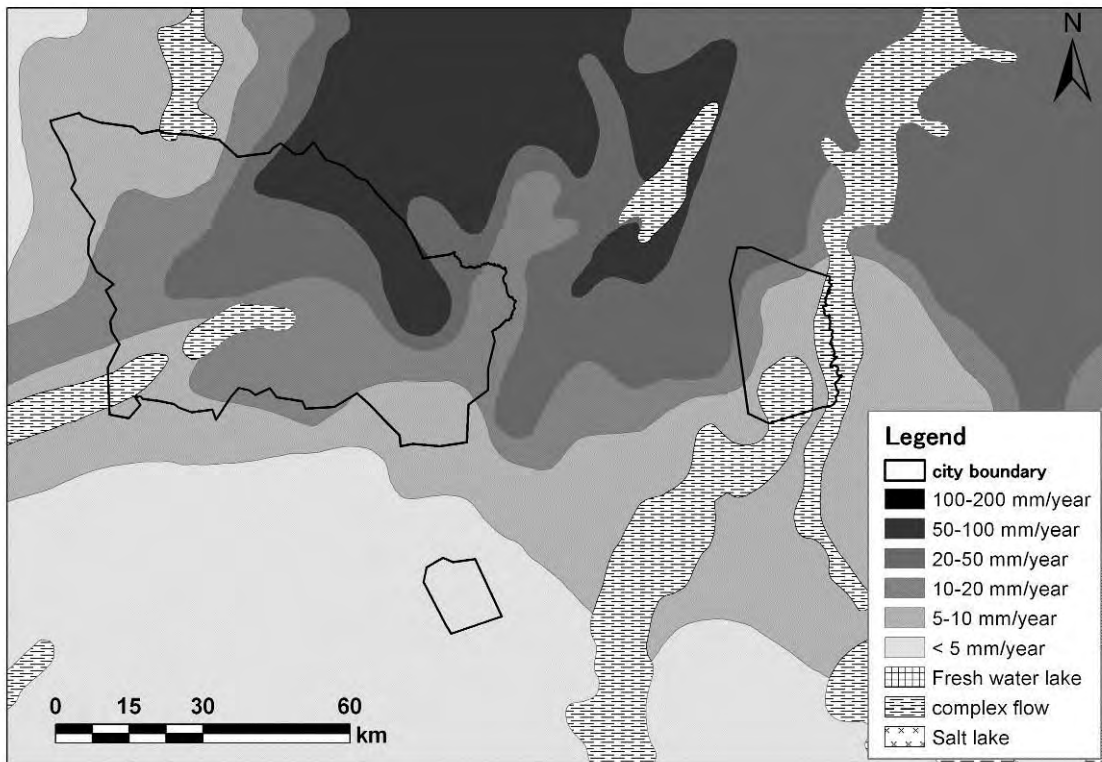 N
Legend
city boundary
100-200 mm/year
50-100 mm/year
20-50 mm/year
10-20 mm/year
5-10 mm/year
< 5 mm/year
Fresh water lake
complex flow
Salt lake
0 15 30 60
km